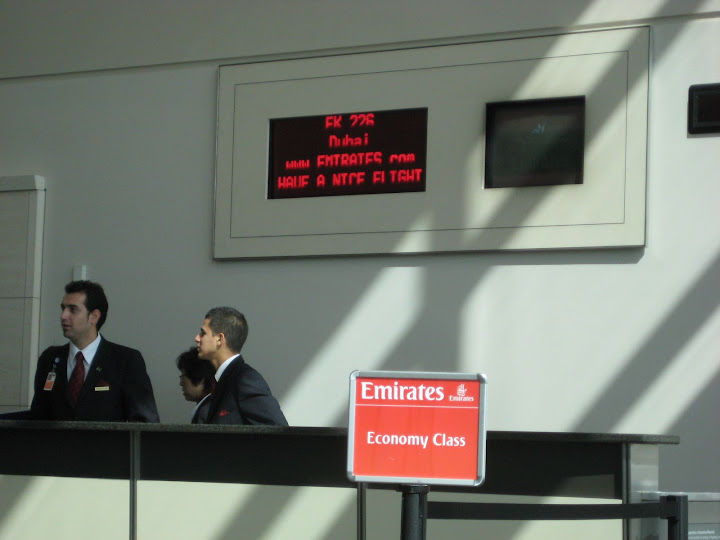 EK 226
Dubai
www.EMIRATES.com
HAVE A NICE FLIGHT
Emirates
Emirates
Economy Class